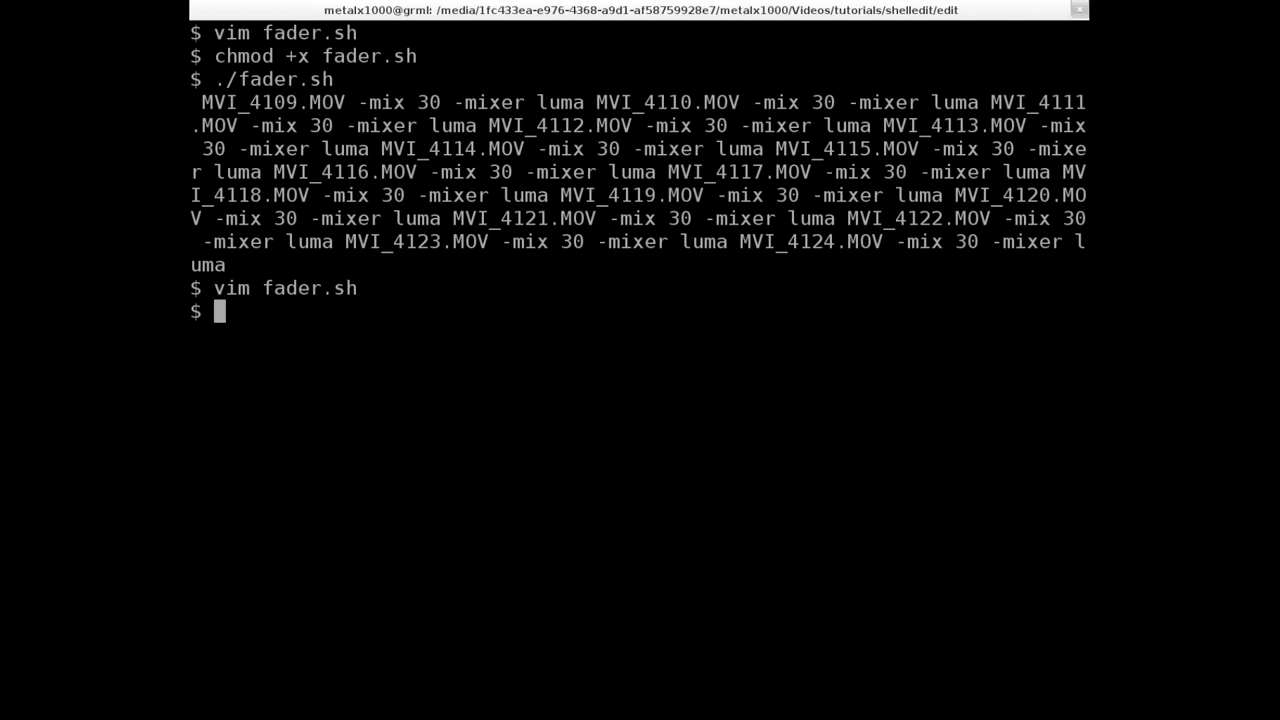 metalx1000@grml: /media/1fc433ea-e976-4368-a9d1-af58759928e7/metalx1000/Videos/tutorials/shelledit/edit
$ vim fader.sh
$ chmod +x fader.sh
$ ./fader.sh
 MVI_4109.MOV -mix 30 -mixer luma MVI_4110.MOV -mix 30 -mixer luma MVI_4111
.MOV -mix 30 -mixer luma MVI_4112.MOV -mix 30 -mixer luma MVI_4113.MOV -mix
 30 -mixer luma MVI_4114.MOV -mix 30 -mixer luma MVI_4115.MOV -mix 30 -mixe
r luma MVI_4116.MOV -mix 30 -mixer luma MVI_4117.MOV -mix 30 -mixer luma MV
I_4118.MOV -mix 30 -mixer luma MVI_4119.MOV -mix 30 -mixer luma MVI_4120.MO
V -mix 30 -mixer luma MVI_4121.MOV -mix 30 -mixer luma MVI_4122.MOV -mix 30
 -mixer luma MVI_4123.MOV -mix 30 -mixer luma MVI_4124.MOV -mix 30 -mixer l
uma
$ vim fader.sh
$